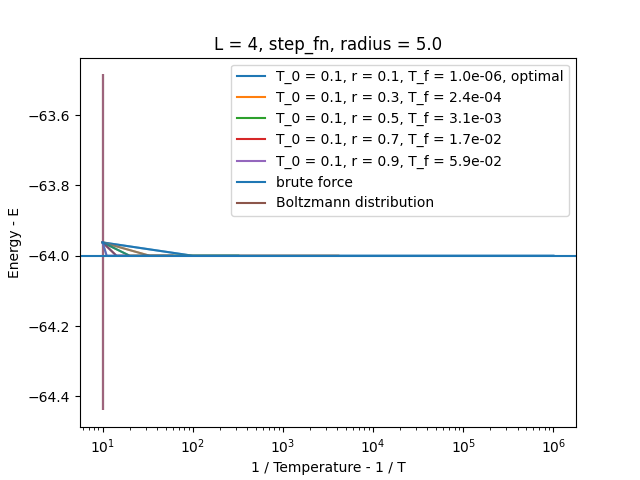 L = 4, step_fn, radius = 5.0
T_0 = 0.1, r = 0.1, T_f = 1.0e-06, optimal
T_0 = 0.1, r = 0.3, T_f = 2.4e-04
T_0 = 0.1, r = 0.5, T_f = 3.1e-03
T_0 = 0.1, r = 0.7, T_f = 1.7e-02
T_0 = 0.1, r = 0.9, T_f = 5.9e-02
brute force
Boltzmann distribution
Energy - E
−63.6
−63.8
−64.0
−64.2
−64.4
10¹ 10² 10³ 10⁴ 10⁵ 10⁶
1 / Temperature - 1 / T